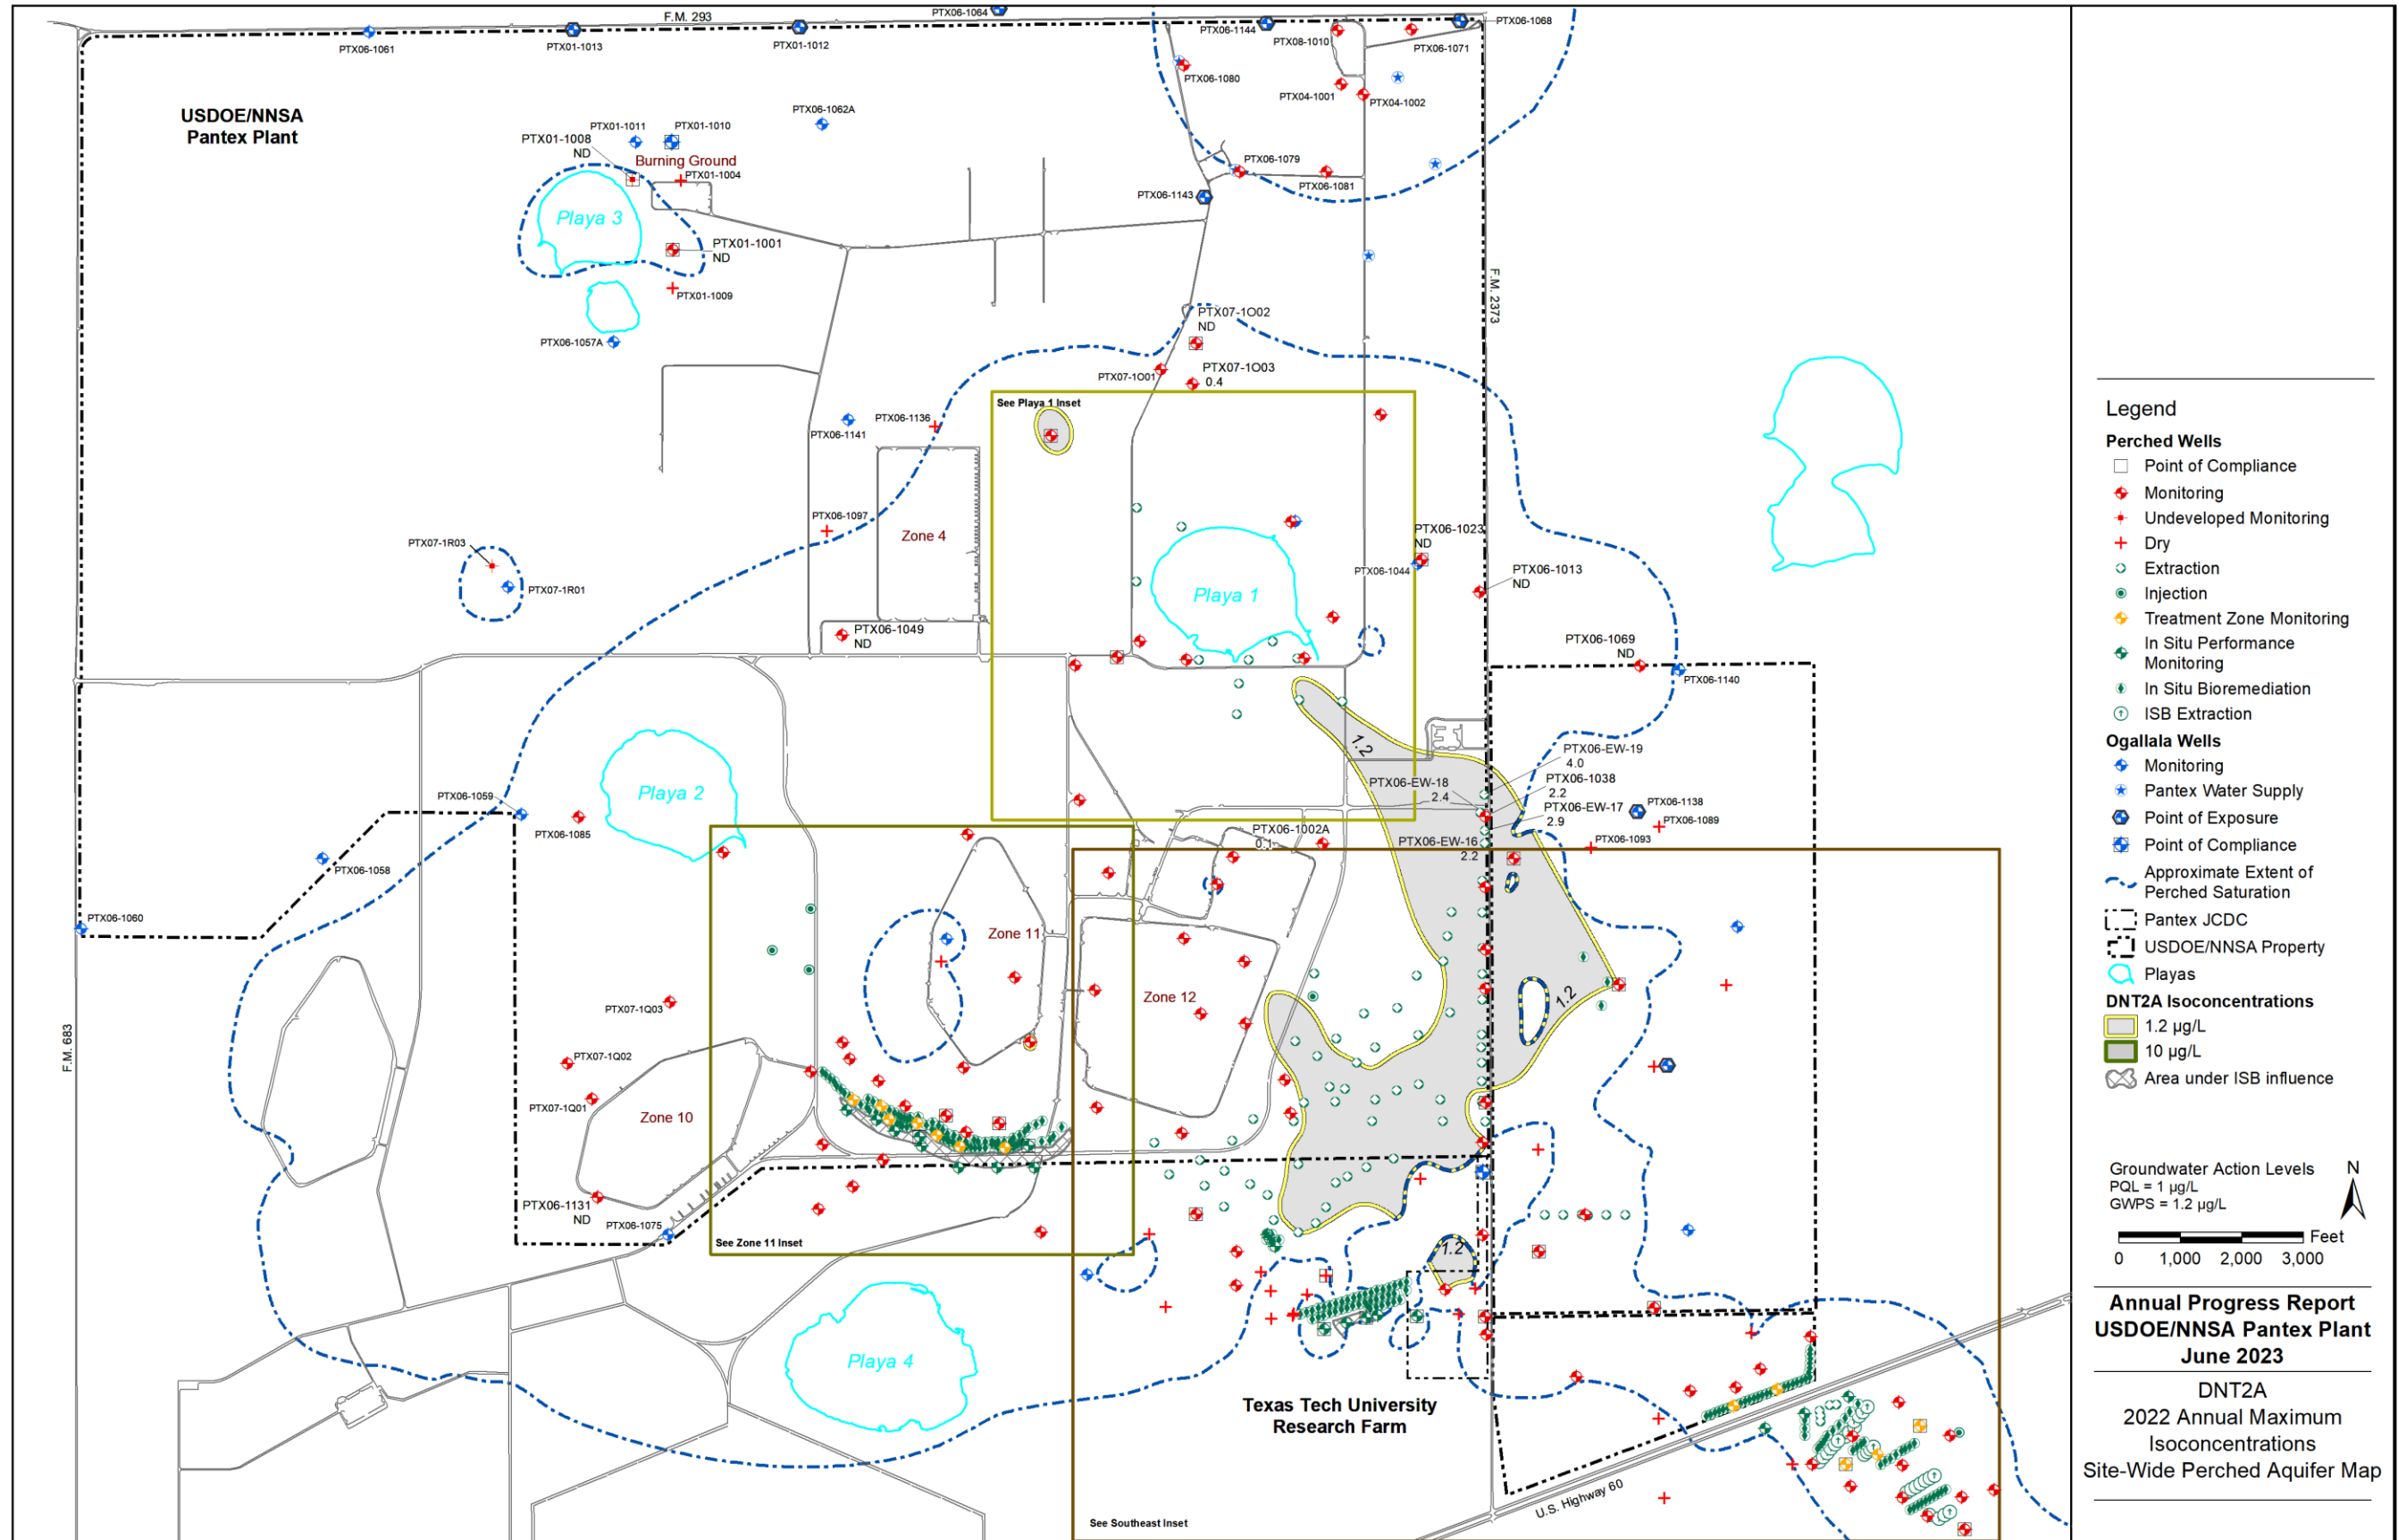 F.M. 293
PTX06-1064
PTX06-1061
PTX01-1013
PTX01-1012
PTX06-1144
PTX08-1010
PTX06-1068
PTX06-1071
PTX06-1080
PTX04-1001
PTX04-1002
USDOE/NNSA
Pantex Plant
PTX06-1062A
PTX01-1008
ND
PTX01-1011
PTX01-1010
Burning Ground
PTX01-1004
PTX06-1079
PTX06-1081
PTX06-1143
Playa 3
PTX01-1001
ND
PTX01-1009
F.M. 2373
PTX07-1O02
ND
PTX06-1057A
PTX07-1O01
PTX07-1O03
0.4
See Playa 1 Inset
PTX06-1136
PTX06-1141
PTX06-1097
Zone 4
PTX06-1023
ND
PTX06-1044
PTX06-1013
ND
PTX07-1R03
PTX07-1R01
Playa 1
PTX06-1049
ND
PTX06-1069
ND
PTX06-1140
1.2
PTX06-EW-19
4.0
PTX06-EW-18
2.4
PTX06-1038
2.2
PTX06-EW-17
2.9
PTX06-1138
PTX06-1089
PTX06-1093
PTX06-EW-16
2.2
PTX06-1002A
0.1
Playa 2
PTX06-1059
PTX06-1085
PTX06-1058
PTX06-1060
Zone 11
Zone 12
1.2
PTX07-1Q03
F.M. 683
PTX07-1Q02
PTX07-1Q01
Zone 10
PTX06-1131
ND
PTX06-1075
See Zone 11 Inset
1.2
Playa 4
Texas Tech University
Research Farm
U.S. Highway 60
See Southeast Inset
Legend
Perched Wells
Point of Compliance
Monitoring
Undeveloped Monitoring
Dry
Extraction
Injection
Treatment Zone Monitoring
In Situ Performance
Monitoring
In Situ Bioremediation
ISB Extraction
Ogallala Wells
Monitoring
Pantex Water Supply
Point of Exposure
Point of Compliance
Approximate Extent of
Perched Saturation
Pantex JCDC
USDOE/NNSA Property
Playas
DNT2A Isoconcentrations
1.2 µg/L
10 µg/L
Area under ISB influence
Groundwater Action Levels
PQL = 1 µg/L
GWPS = 1.2 µg/L
N
Feet
0 1,000 2,000 3,000
Annual Progress Report
USDOE/NNSA Pantex Plant
June 2023
DNT2A
2022 Annual Maximum
Isoconcentrations
Site-Wide Perched Aquifer Map